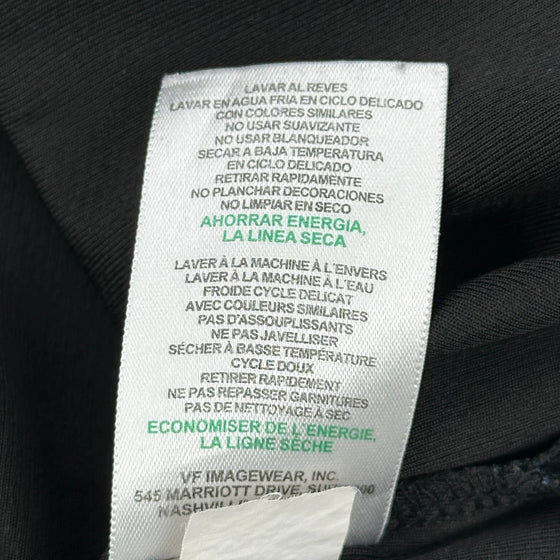 LAVAR AL REVES
LAVAR EN AGUA FRIA EN CICLO DELICADO
CON COLORES SIMILARES
NO USAR SUAVIZANTE
NO USAR BLANQUEADOR
SECAR A BAJA TEMPERATURA
EN CICLO DELICADO
RETIRAR RAPIDAMENTE
NO PLANCHAR DECORACIONES
NO LIMPIAR EN SECO
AHORRAR ENERGIA,
LA LINEA SECA
LAVER À LA MACHINE À L'ENVERS
LAVER À LA MACHINE À L'EAU
FROIDE CYCLE DELICAT
AVEC COULEURS SIMILAIRES
PAS D'ASSOUPLISSANTS
NE PAS JAVELLISER
SÉCHER À BASSE TEMPÉRATURE
CYCLE DOUX
RETIRER RAPIDEMENT
NE PAS REPASSER GARNITURES
PAS DE NETTOYAGE À SEC
ECONOMISER DE L'ENERGIE,
LA LIGNE SÈCHE
VF IMAGEWEAR, INC.
545 MARRIOTT DRIVE,